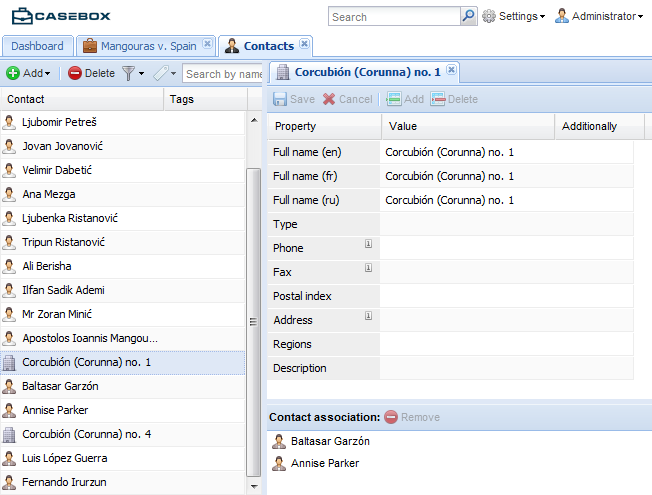 CASEBOX
Search
Settings
Administrator
Dashboard
Mangouras v. Spain
Contacts
Add
Delete
Search by name
Contact
Tags
Ljubomir Petreš
Jovan Jovanović
Velimir Dabetić
Ana Mezga
Ljubenka Ristanović
Tripun Ristanović
Ali Berisha
Ilfan Sadik Ademi
Mr Zoran Minić
Apostolos Ioannis Mangou...
Corcubión (Corunna) no. 1
Baltasar Garzón
Annise Parker
Corcubión (Corunna) no. 4
Luis López Guerra
Fernando Irurzun
Corcubión (Corunna) no. 1
Save
Cancel
Add
Delete
Property
Value
Additionally
Full name (en)
Corcubión (Corunna) no. 1
Full name (fr)
Corcubión (Corunna) no. 1
Full name (ru)
Corcubión (Corunna) no. 1
Type
Phone
Fax
Postal index
Address
Regions
Description
Contact association:
Remove
Baltasar Garzón
Annise Parker